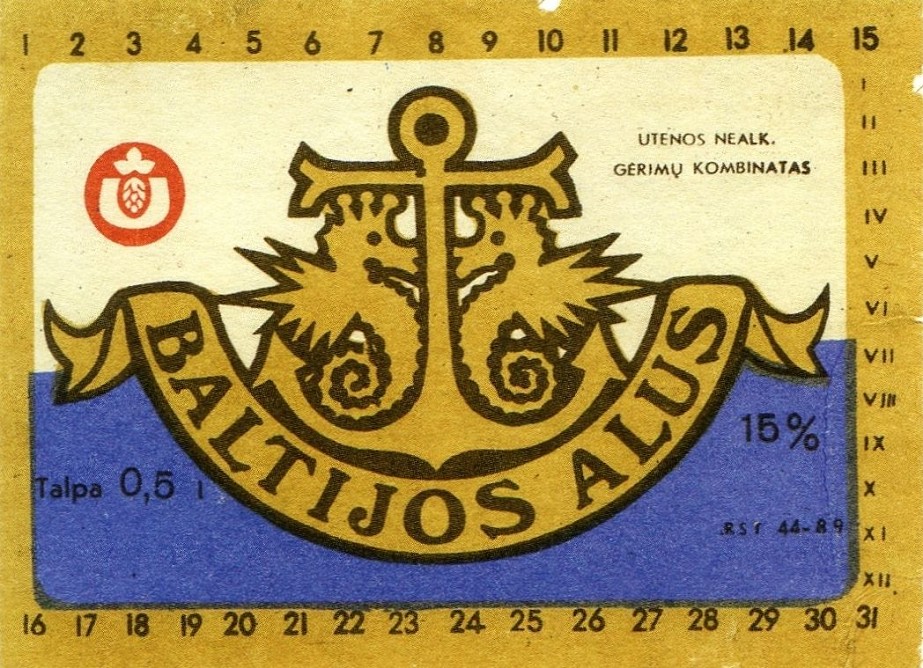 1 2 3 4 5 6 7 8 9 10 11 12 13 14 15
I
II
III
IV
V
VI
VII
VIII
IX
X
XI
XII
UTENOS NEALK.
GĖRIMŲ KOMBINATAS
BALTIJOS ALUS
15%
Talpa 0,5 l
RST 44-89
16 17 18 19 20 21 22 23 24 25 26 27 28 29 30 31